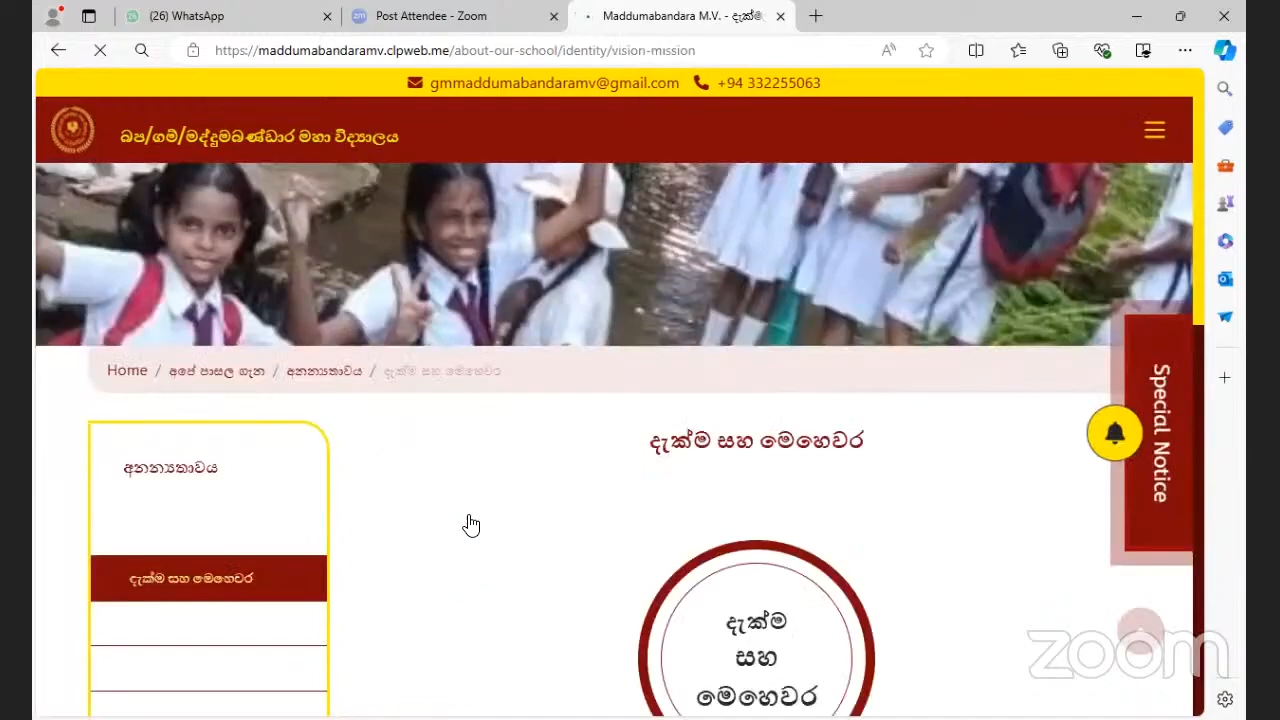 (26) WhatsApp
Post Attendee - Zoom
Maddumabandara M.V. - දැක්ම
https://maddumabandaramv.clpweb.me/about-our-school/identity/vision-mission
gmmaddumabandaramv@gmail.com +94 332255063
බප/ගම්/මද්දුමබණ්ඩාර මහා විද්‍යාලය
Home / අපේ පාසල ගැන / අනන්‍යතාවය / දැක්ම සහ මෙහෙවර
Special Notice
අනන්‍යතාවය
දැක්ම සහ මෙහෙවර
දැක්ම සහ මෙහෙවර
දැක්ම
සහ
මෙහෙවර
zoom